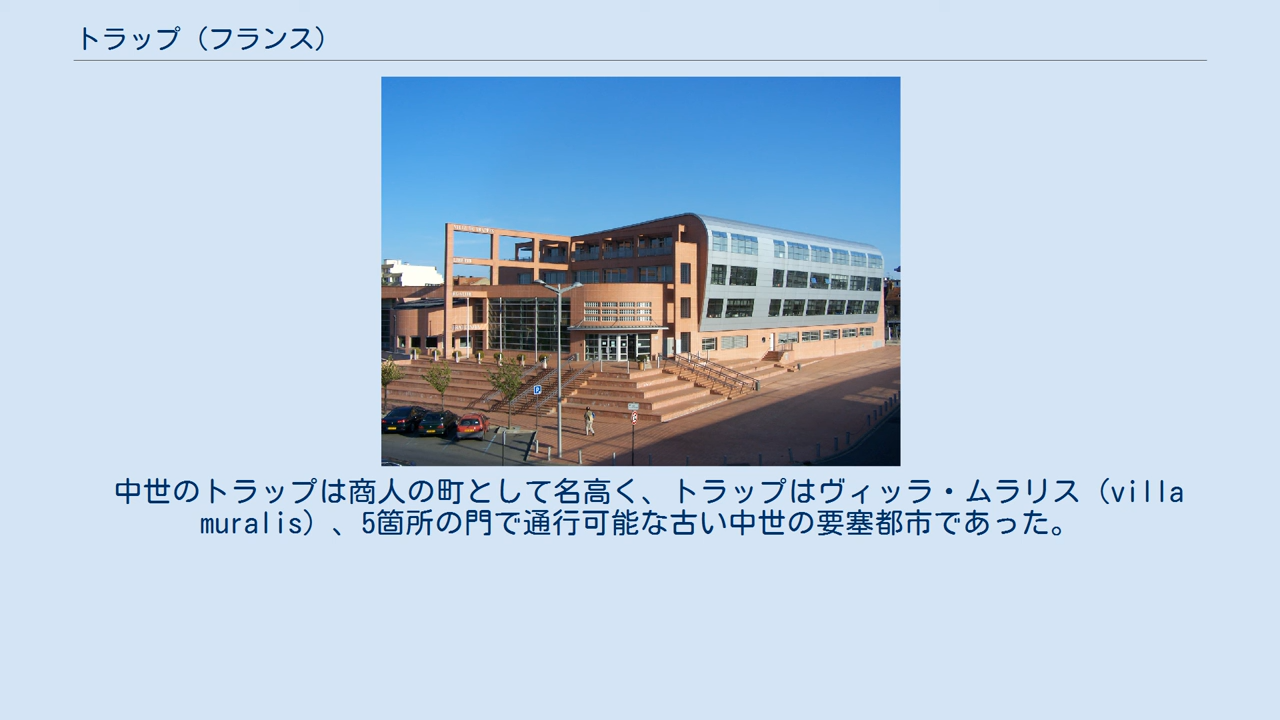 トラップ（フランス）
中世のトラップは商人の町として名高く、トラップはヴィッラ・ムラリス（villa
muralis）、5箇所の門で通行可能な古い中世の要塞都市であった。